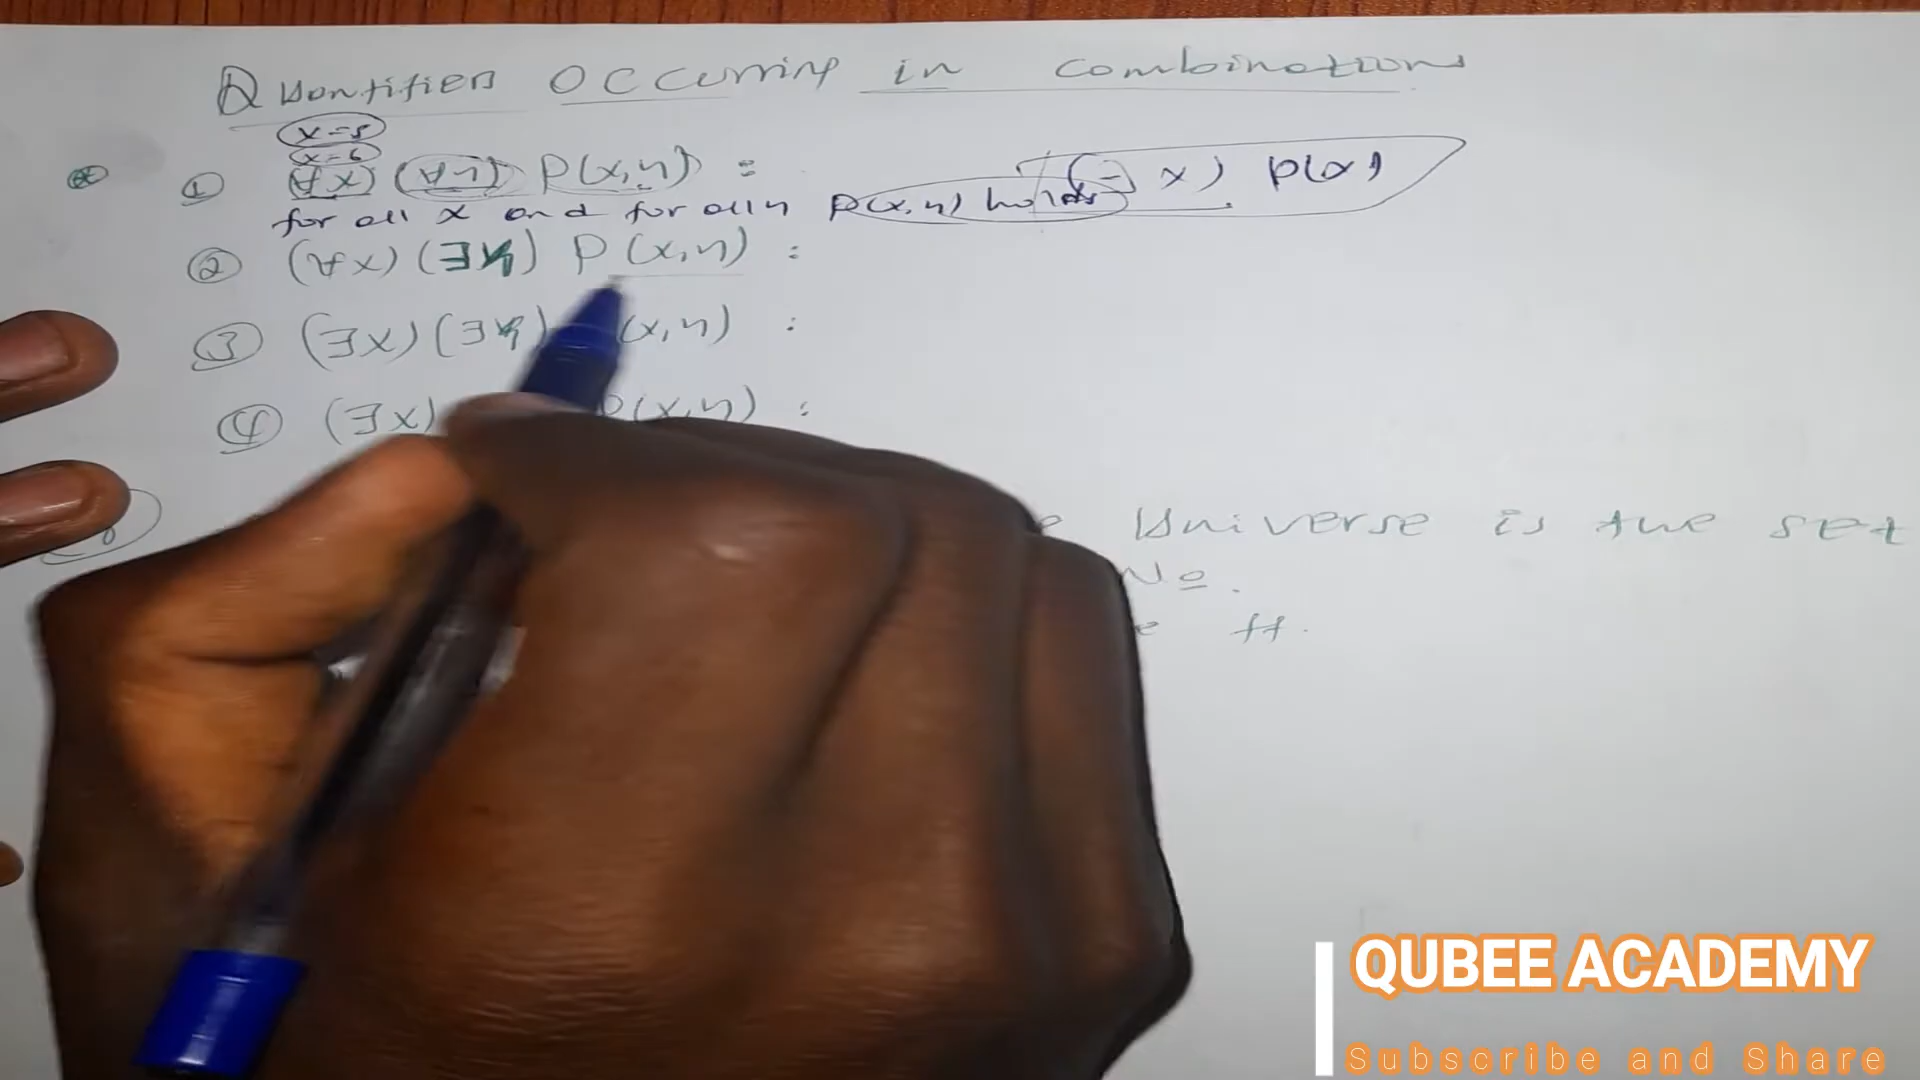 Quantifiers Occurring in combinations
x=5
x=6
① (∀x) (∀y) P(x,y) :
(∃x) P(x)
for all x and for all y P(x,y) holds
② (∀x) (∃y) P(x,y) :
③ (∃x) (∃y) (x,y) :
④ (∃x) P(x,y) :
Universe is the set
No.
QUBEE ACADEMY
Subscribe and Share